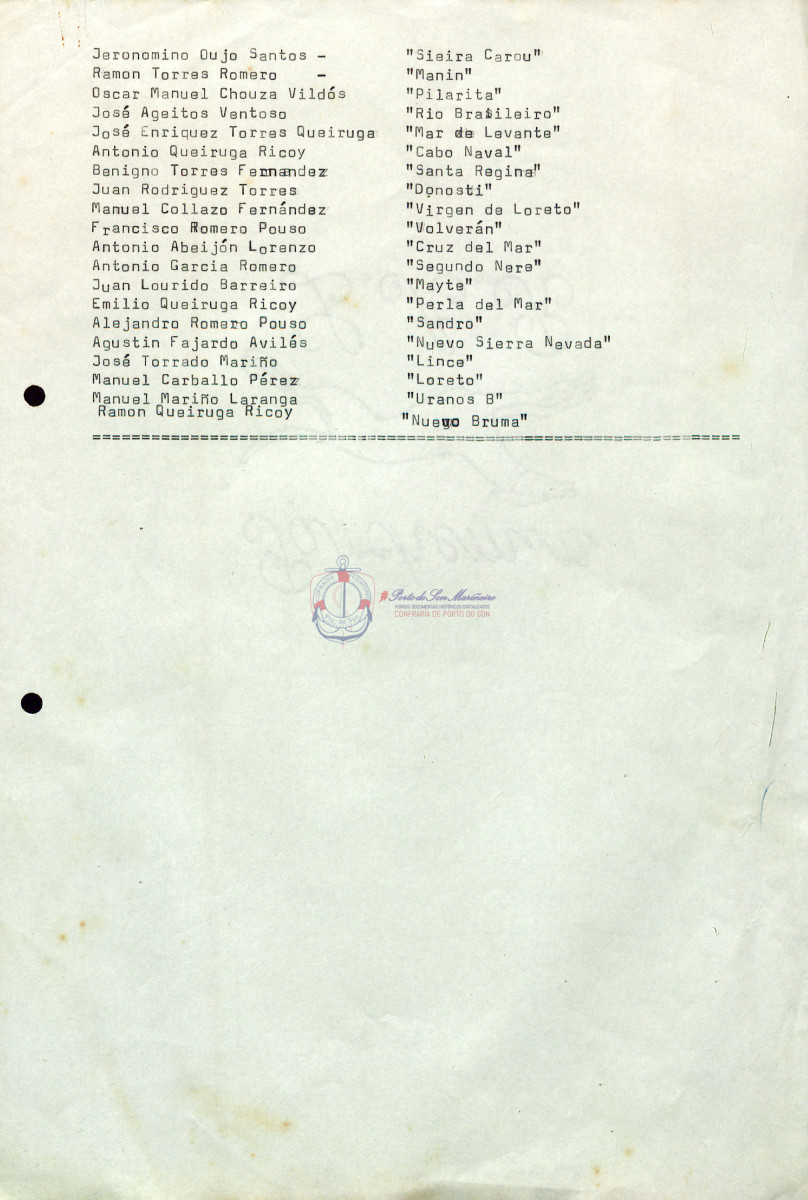 Jeronomino Oujo Santos - "Sieira Carou"
Ramon Torres Romero - "Manin"
Oscar Manuel Chouza Vildós "Pilarita"
José Ageitos Ventoso "Rio Brasileiro"
José Enriquez Torres Queiruga "Mar de Levante"
Antonio Queiruga Ricoy "Cabo Naval"
Benigno Torres Fernandez "Santa Regina"
Juan Rodriguez Torres "Donosti"
Manuel Collazo Fernández "Virgen de Loreto"
Francisco Romero Pouso "Volverán"
Antonio Abeijón Lorenzo "Cruz del Mar"
Antonio Garcia Romero "Segundo Nere"
Juan Lourido Barreiro "Mayte"
Emilio Queiruga Ricoy "Perla del Mar"
Alejandro Romero Pouso "Sandro"
Agustin Fajardo Avilés "Nuevo Sierra Nevada"
José Torrado Mariño "Lince"
Manuel Carballo Pérez "Loreto"
Manuel Mariño Laranga "Uranos B"
Ramon Queiruga Ricoy "Nuevo Bruma"
#Porto do Son Mariñeiro
FONDOS DOCUMENTAIS HISTÓRICOS DIXITALIZADOS
CONFRARÍA DE PORTO DO SON